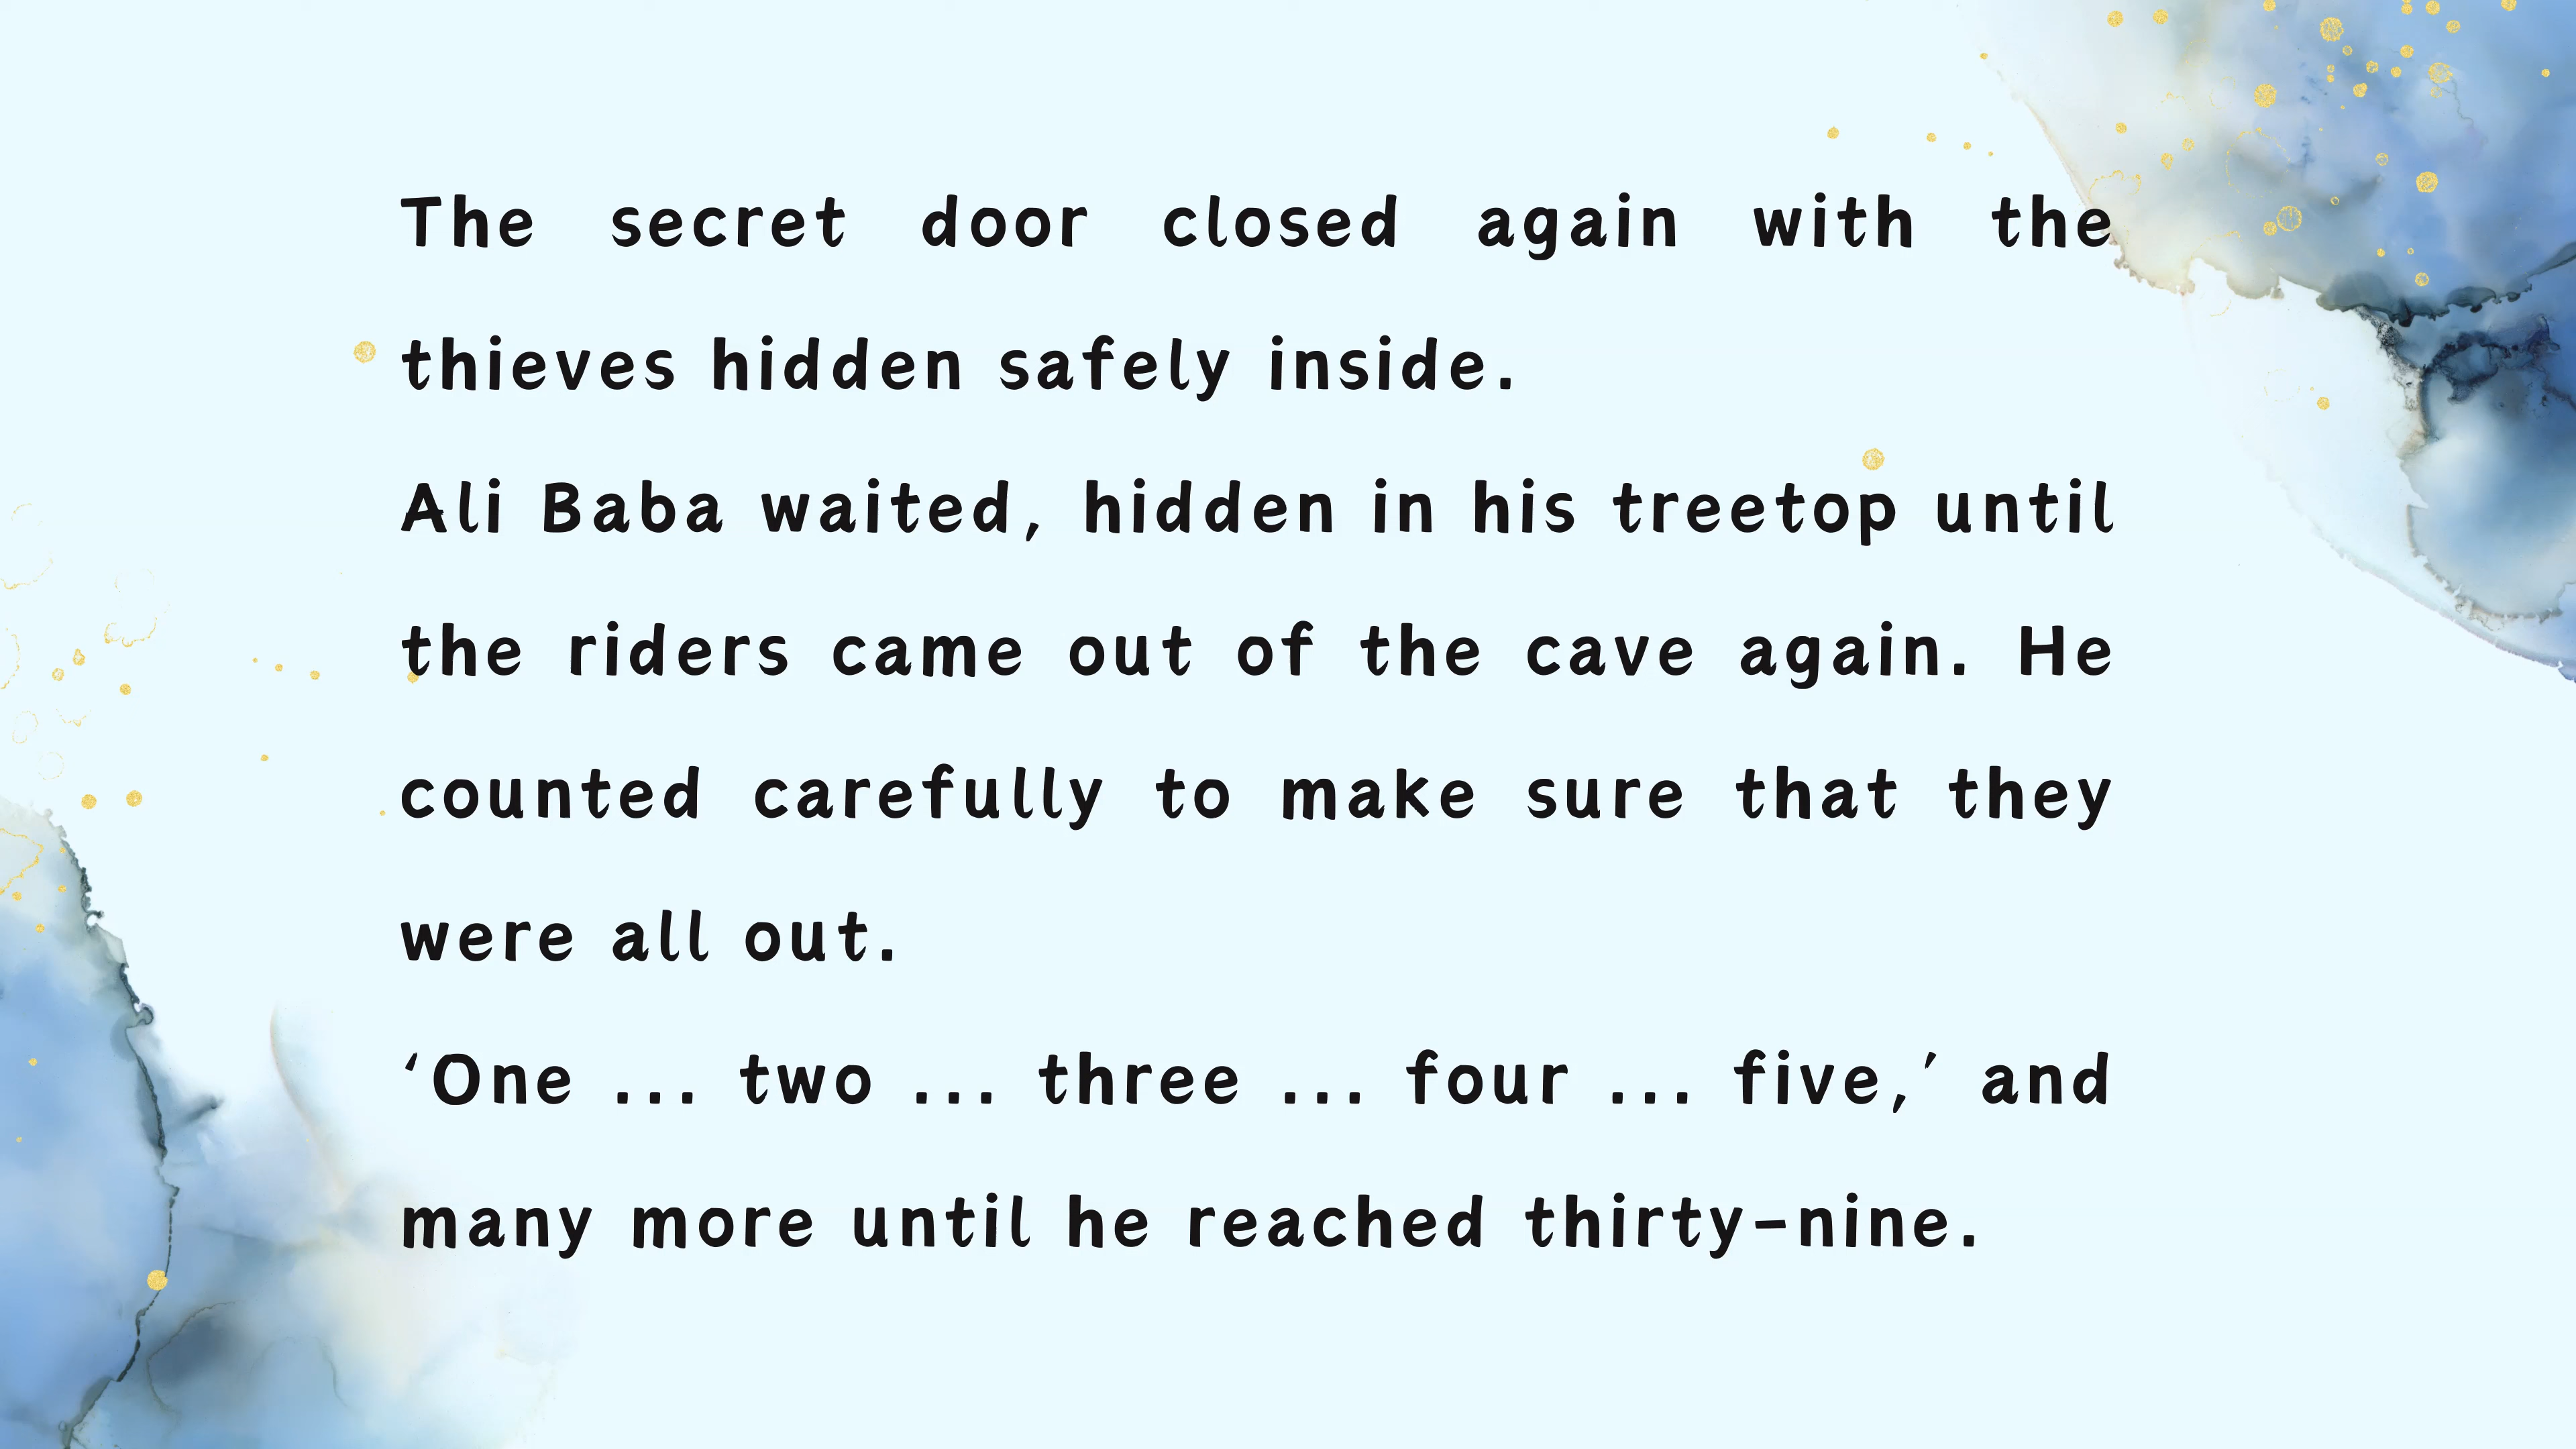 The secret door closed again with the
thieves hidden safely inside.
Ali Baba waited, hidden in his treetop until
the riders came out of the cave again. He
counted carefully to make sure that they
were all out.
‘One ... two ... three ... four ... five,’ and
many more until he reached thirty-nine.